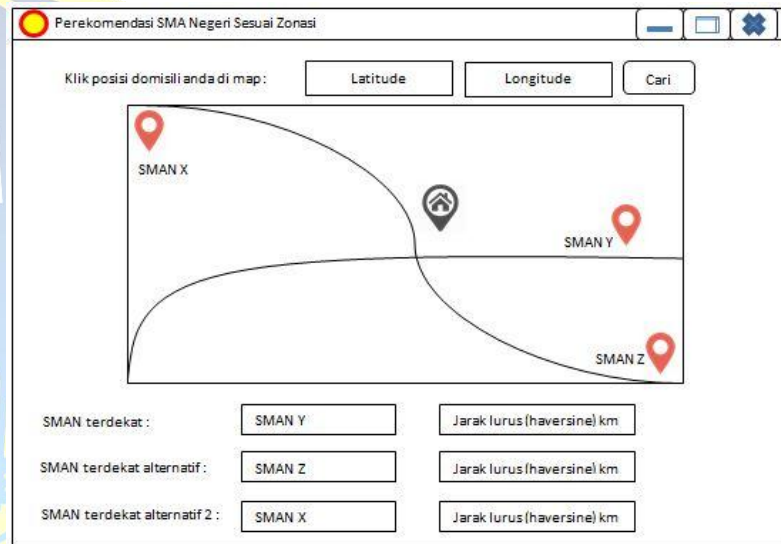 Perekomendasi SMA Negeri Sesuai Zonasi
Klik posisi domisili anda di map : Latitude Longitude Cari
SMAN X
SMAN Y
SMAN Z
SMAN terdekat : SMAN Y Jarak lurus (haversine) km
SMAN terdekat alternatif : SMAN Z Jarak lurus (haversine) km
SMAN terdekat alternatif 2 : SMAN X Jarak lurus (haversine) km